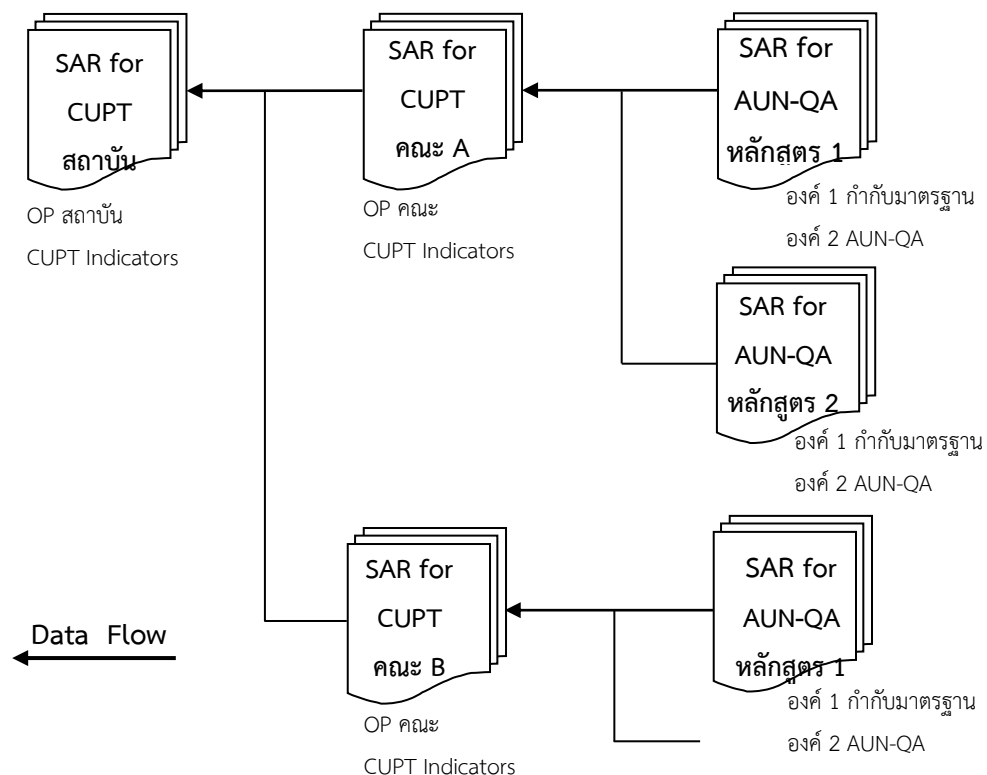 SAR for
CUPT
สถาบัน
OP สถาบัน
CUPT Indicators
SAR for
CUPT
คณะ A
OP คณะ
CUPT Indicators
SAR for
AUN-QA
หลักสูตร 1
องค์ 1 กำกับมาตรฐาน
องค์ 2 AUN-QA
SAR for
AUN-QA
หลักสูตร 2
องค์ 1 กำกับมาตรฐาน
องค์ 2 AUN-QA
SAR for
CUPT
คณะ B
OP คณะ
CUPT Indicators
SAR for
AUN-QA
หลักสูตร 1
องค์ 1 กำกับมาตรฐาน
องค์ 2 AUN-QA
Data Flow